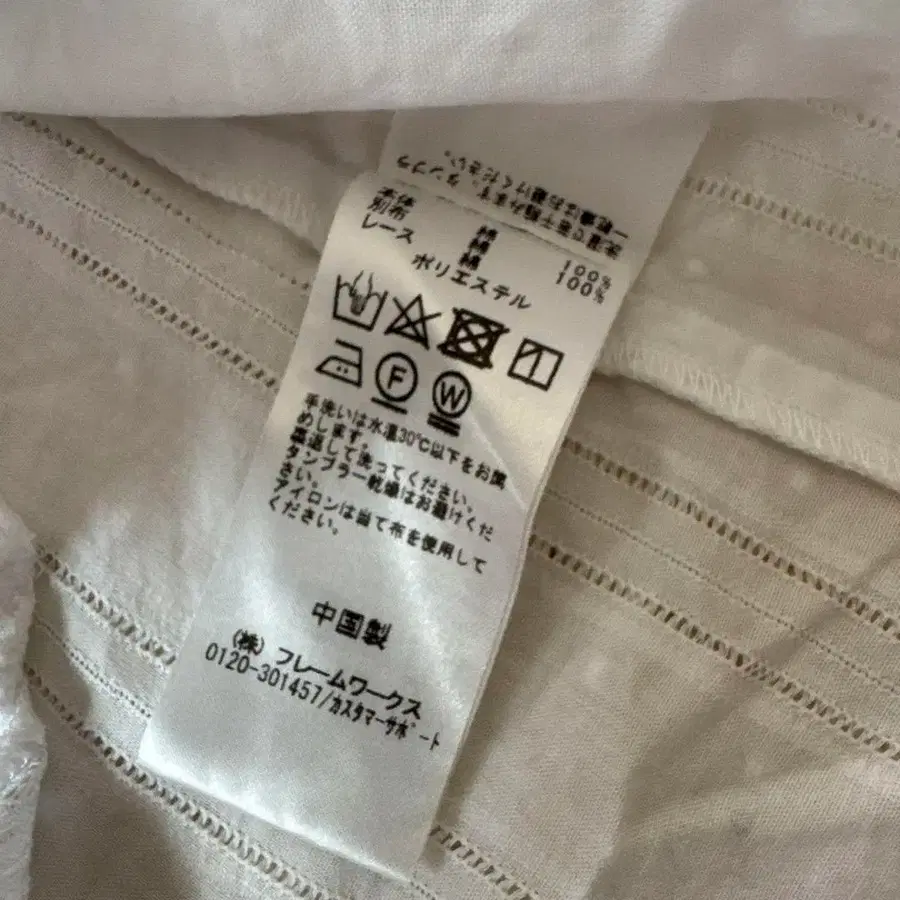 本体 綿 100%
別布 綿 100%
レース 綿
ポリエステル
F
W
手洗いは水温30℃以下をお関
めします。
裏返して洗ってください。
タンブラー乾燥はお避けくだ
さい。
アイロンは当て布を使用して
ください。
中国製
(株)フレームワークス
0120-301457/カスタマーサポート